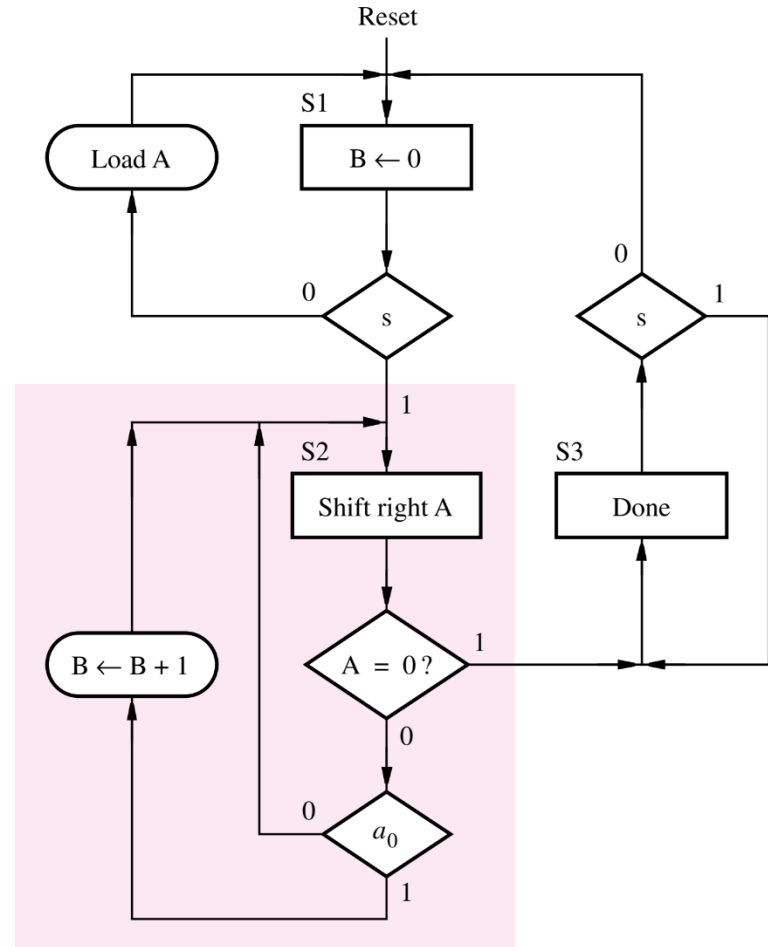 Reset
S1
Load A
B ← 0
0
s
0
s
1
1
S2
S3
Shift right A
Done
B ← B + 1
A = 0 ?
1
0
0
a₀
1